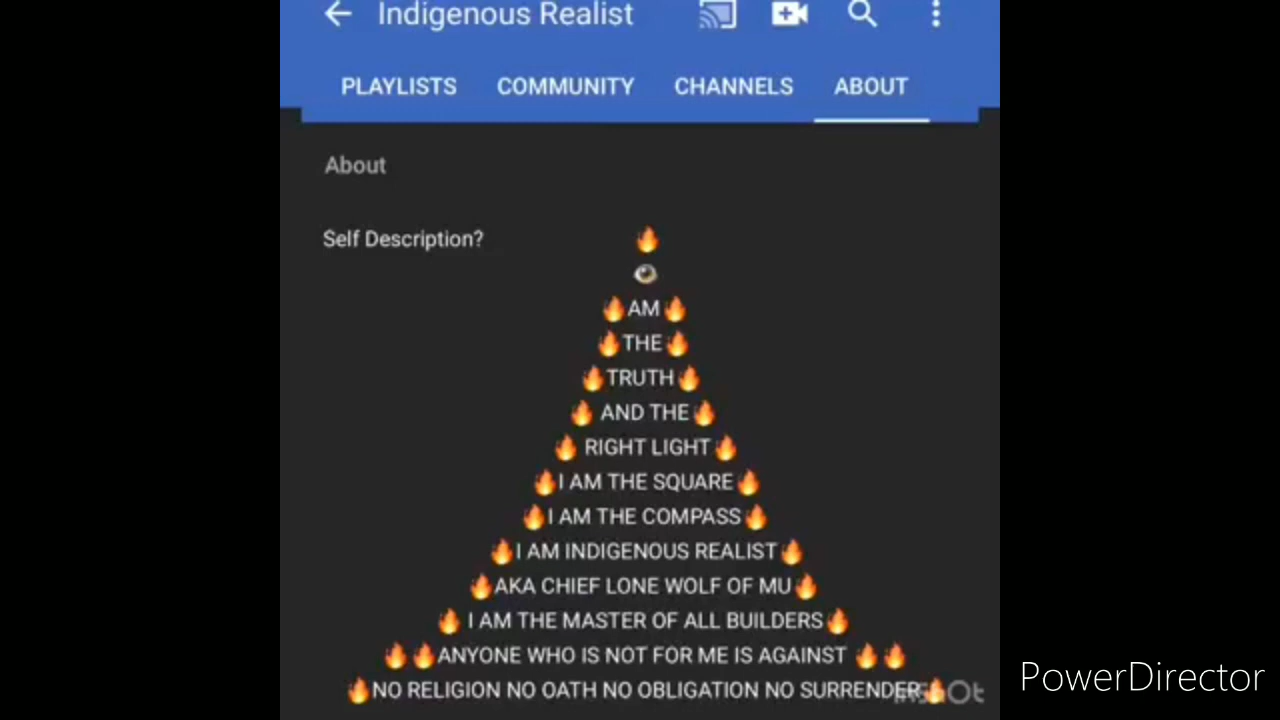 Indigenous Realist
PLAYLISTS COMMUNITY CHANNELS ABOUT
About
Self Description? 🔥
👁
🔥AM🔥
🔥THE🔥
🔥TRUTH🔥
🔥 AND THE🔥
🔥 RIGHT LIGHT🔥
🔥I AM THE SQUARE🔥
🔥I AM THE COMPASS🔥
🔥I AM INDIGENOUS REALIST🔥
🔥AKA CHIEF LONE WOLF OF MU🔥
🔥 I AM THE MASTER OF ALL BUILDERS🔥
🔥🔥ANYONE WHO IS NOT FOR ME IS AGAINST 🔥🔥
🔥NO RELIGION NO OATH NO OBLIGATION NO SURRENDER🔥
InShOt
PowerDirector